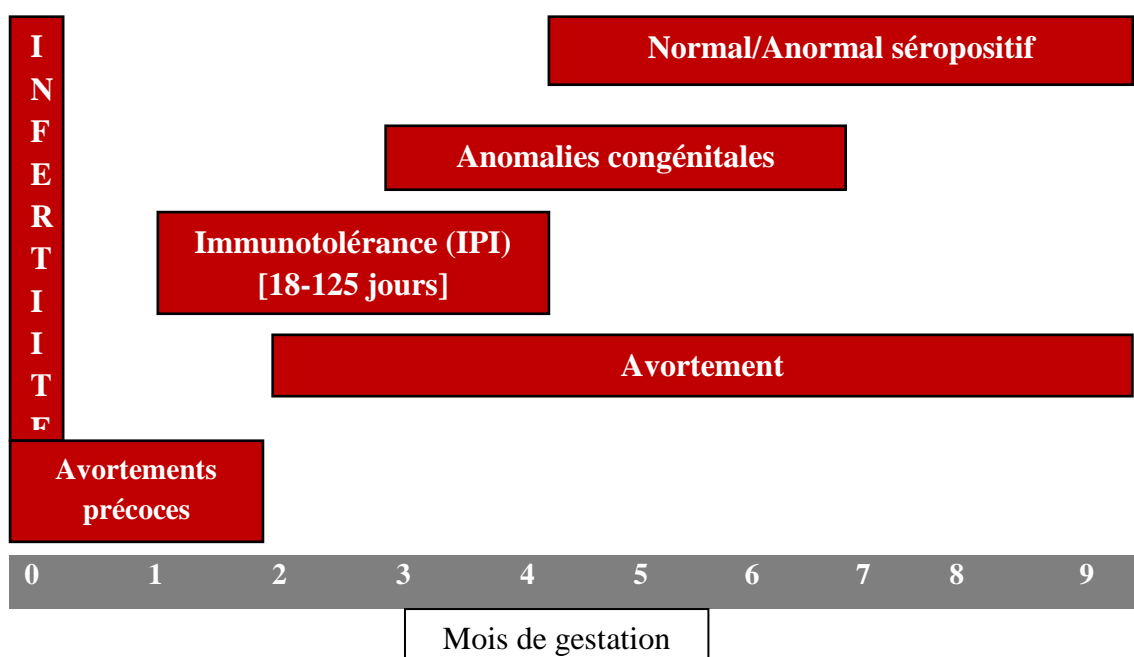 INFERTIITE
Normal/Anormal séropositif
Anomalies congénitales
Immunotolérance (IPI)
[18-125 jours]
Avortement
Avortements
précoces
0 1 2 3 4 5 6 7 8 9
Mois de gestation